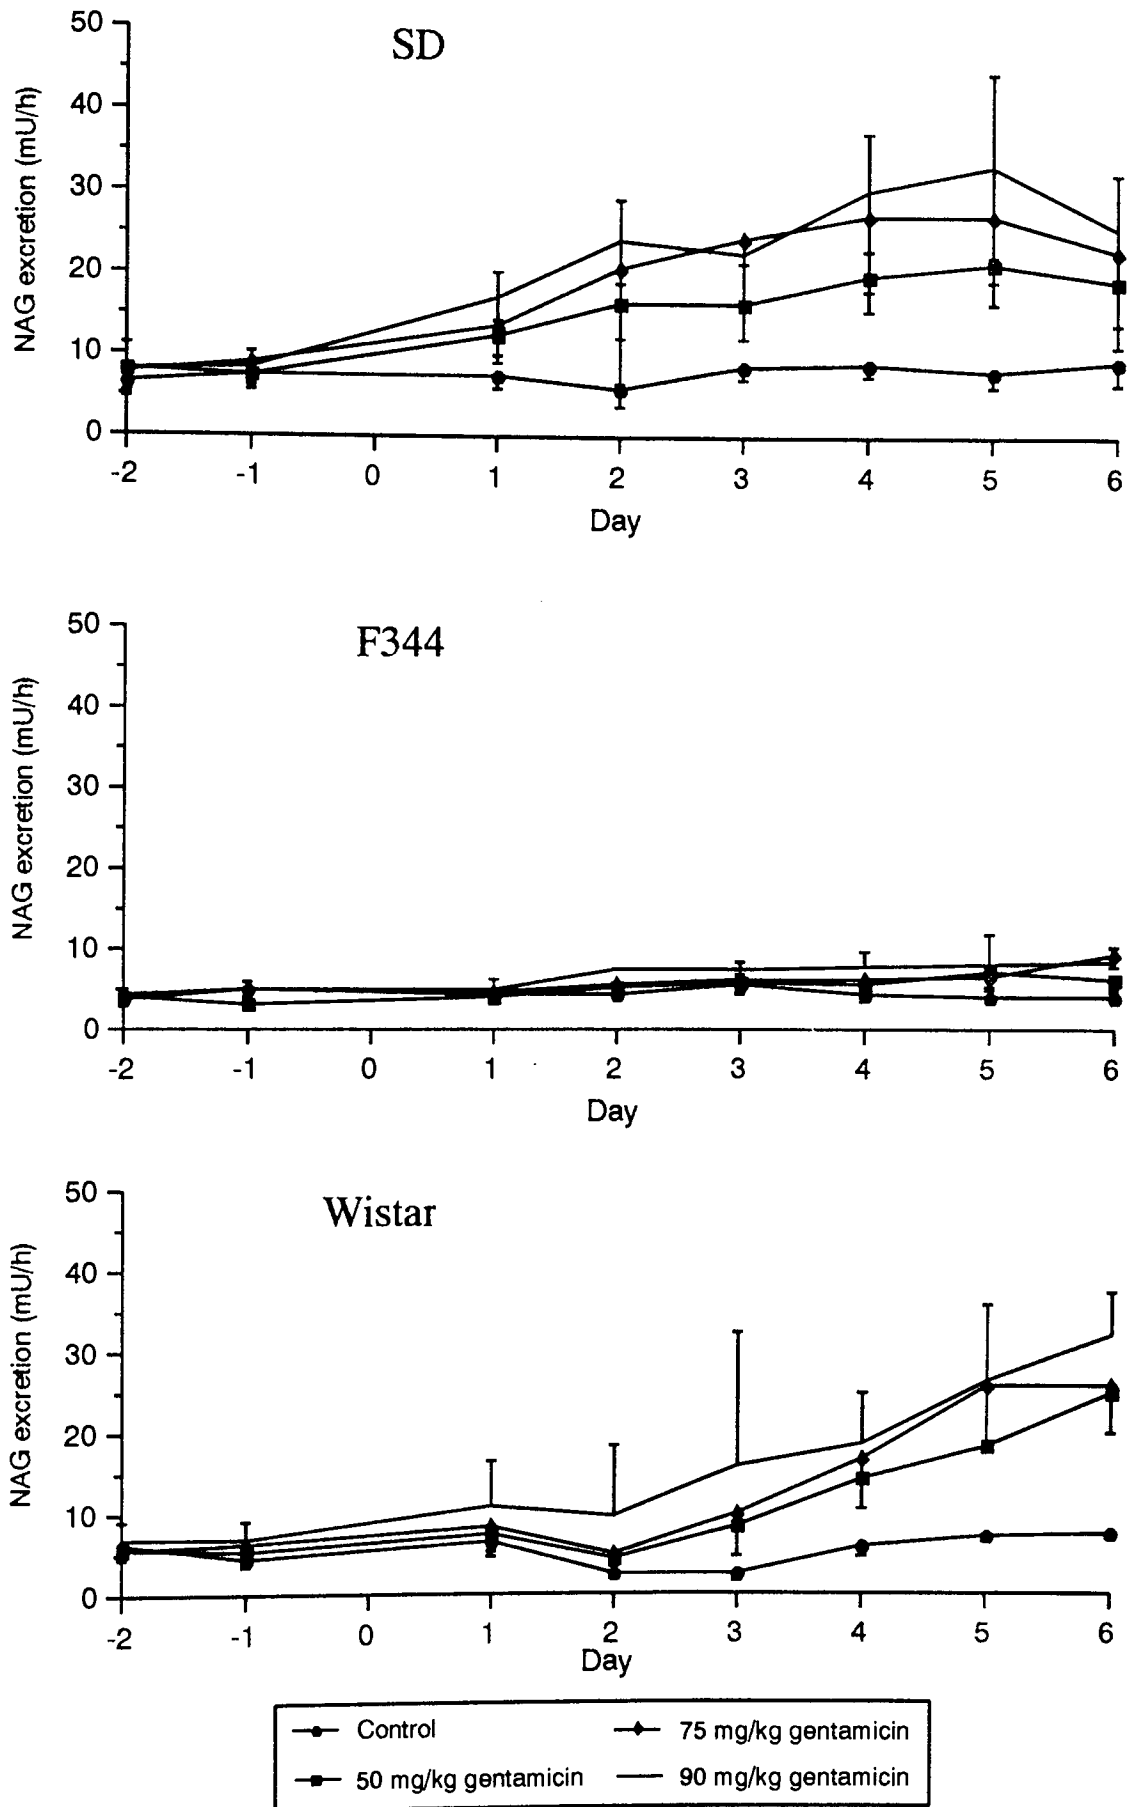 SD
NAG excretion (mU/h)
50
40
30
20
10
0
-2 -1 0 1 2 3 4 5 6
Day
F344
NAG excretion (mU/h)
50
40
30
20
10
0
-2 -1 0 1 2 3 4 5 6
Day
Wistar
NAG excretion (mU/h)
50
40
30
20
10
0
-2 -1 0 1 2 3 4 5 6
Day
Control 75 mg/kg gentamicin
50 mg/kg gentamicin 90 mg/kg gentamicin